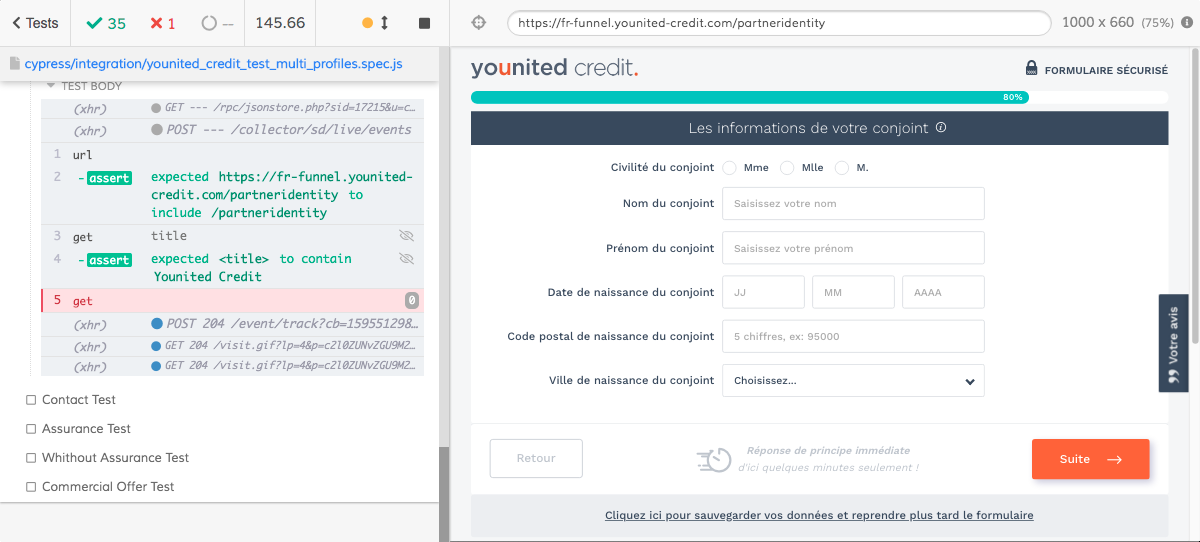 Tests 35 1 -- 145.66
https://fr-funnel.younited-credit.com/partneridentity 1000 x 660 (75%)
cypress/integration/younited_credit_test_multi_profiles.spec.js
TEST BODY
(xhr) GET --- /rpc/jsonstore.php?sid=17215&u=c...
(xhr) POST --- /collector/sd/live/events
1 url
2 -assert expected https://fr-funnel.younited-
credit.com/partneridentity to
include /partneridentity
3 get title
4 -assert expected <title> to contain
Younited Credit
5 get 0
(xhr) POST 204 /event/track?cb=159551298...
(xhr) GET 204 /visit.gif?lp=4&p=c2l0ZUNvZGU9M2...
(xhr) GET 204 /visit.gif?lp=4&p=c2l0ZUNvZGU9M2...
Contact Test
Assurance Test
Whithout Assurance Test
Commercial Offer Test
younited credit.
FORMULAIRE SÉCURISÉ
80%
Les informations de votre conjoint
Civilité du conjoint Mme Mlle M.
Nom du conjoint Saisissez votre nom
Prénom du conjoint Saisissez votre prénom
Date de naissance du conjoint JJ MM AAAA
Code postal de naissance du conjoint 5 chiffres, ex: 95000
Ville de naissance du conjoint Choisissez...
Votre avis
Retour
Réponse de principe immédiate
d'ici quelques minutes seulement !
Suite
Cliquez ici pour sauvegarder vos données et reprendre plus tard le formulaire